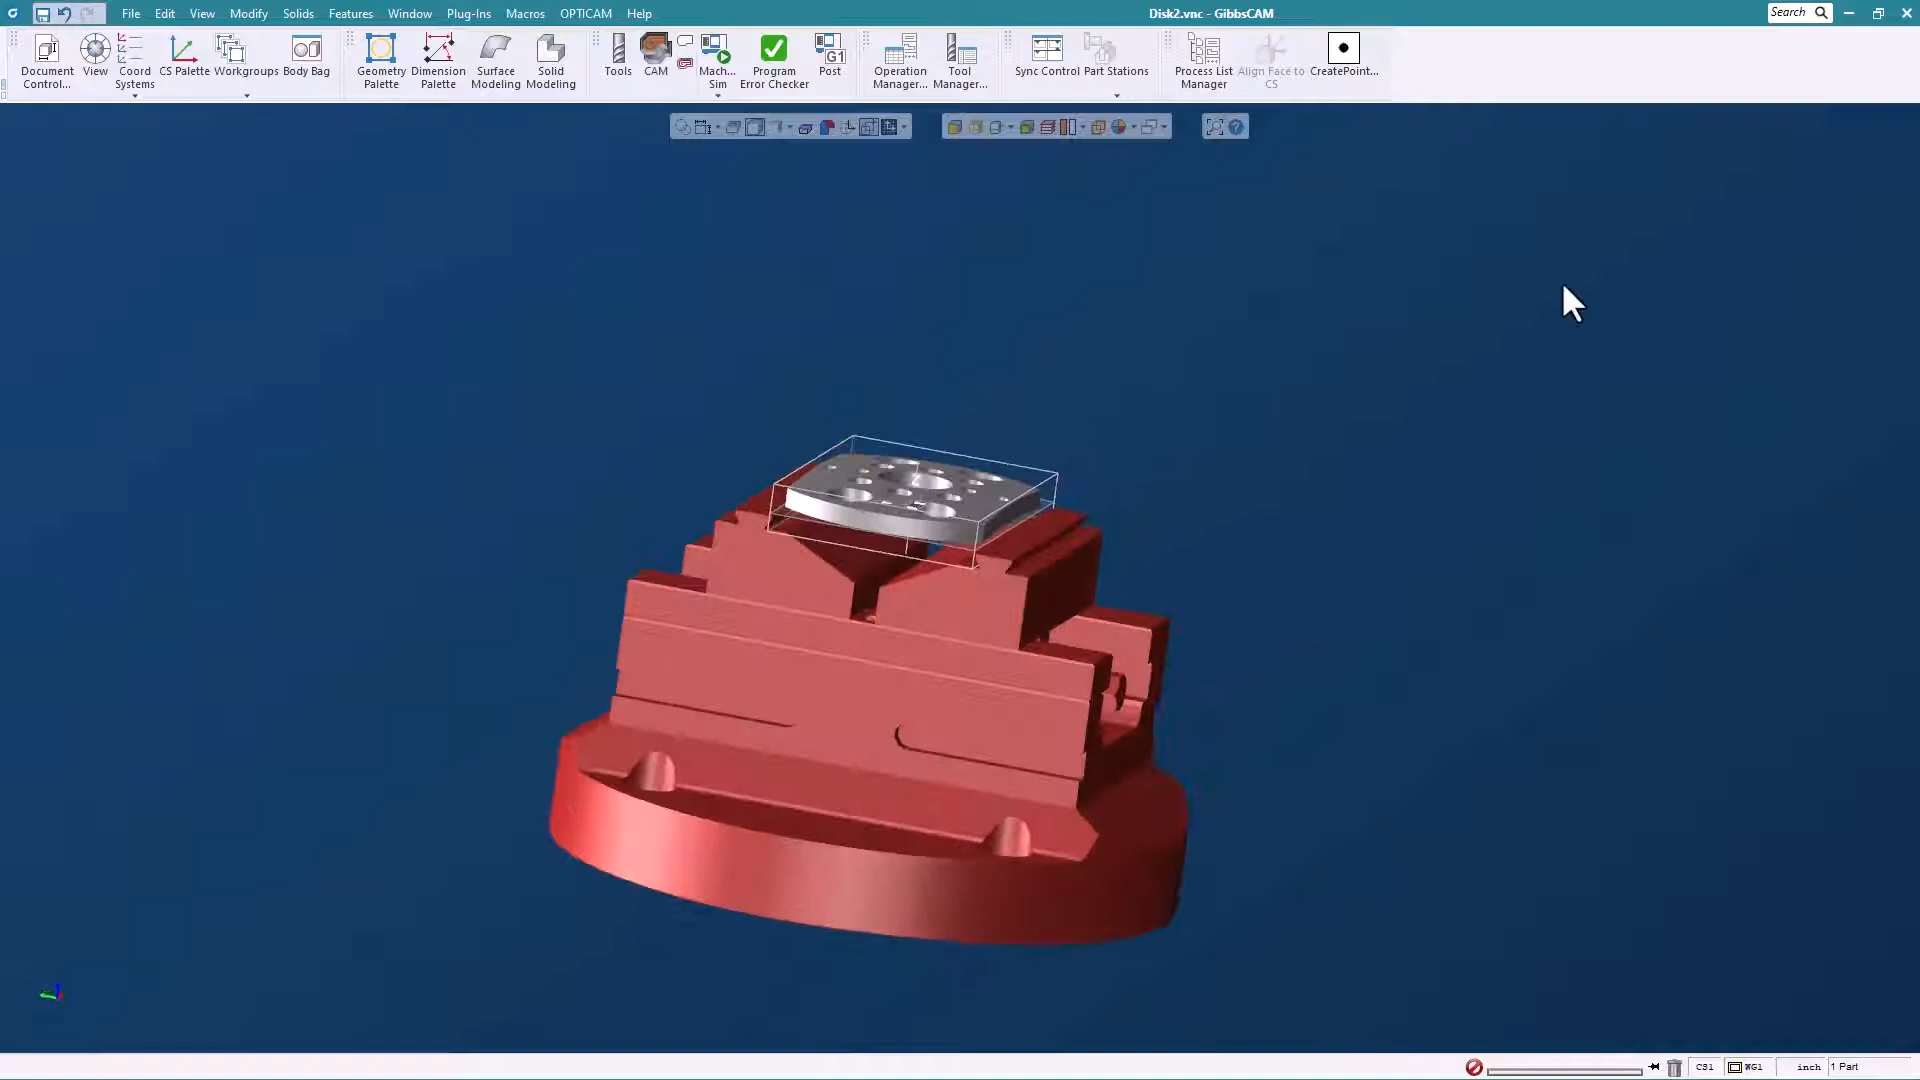 File Edit View Modify Solids Features Window Plug-Ins Macros OPTICAM Help
Disk2.vnc - GibbsCAM
Search
Document Control...
View
Coord Systems
CS Palette
Workgroups
Body Bag
Geometry Palette
Dimension Palette
Surface Modeling
Solid Modeling
Tools
CAM
Mach... Sim
Program Error Checker
G1
Post
Operation Manager...
Tool Manager...
Sync Control
Part Stations
Process List Manager
Align Face to CS
CreatePoint...
CS1
WG1
inch
1 Part